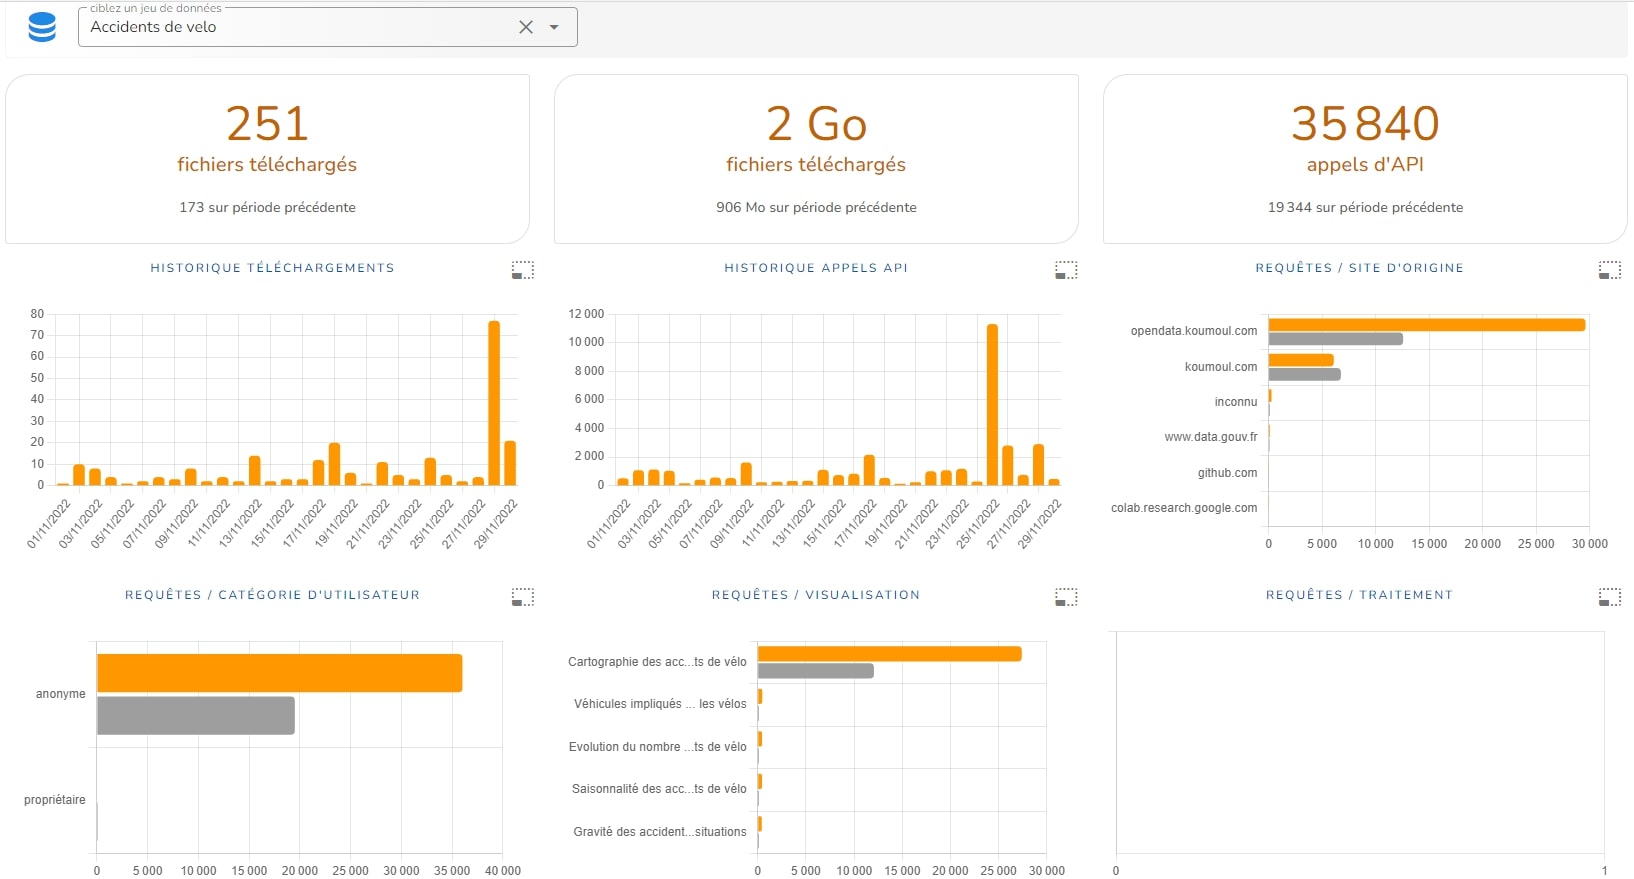 ciblez un jeu de données
Accidents de velo
251
fichiers téléchargés
173 sur période précédente
2 Go
fichiers téléchargés
906 Mo sur période précédente
35 840
appels d'API
19 344 sur période précédente
HISTORIQUE TÉLÉCHARGEMENTS
80
70
60
50
40
30
20
10
0
01/11/2022
03/11/2022
05/11/2022
07/11/2022
09/11/2022
11/11/2022
13/11/2022
15/11/2022
17/11/2022
19/11/2022
21/11/2022
23/11/2022
25/11/2022
27/11/2022
29/11/2022
HISTORIQUE APPELS API
12 000
10 000
8 000
6 000
4 000
2 000
0
01/11/2022
03/11/2022
05/11/2022
07/11/2022
09/11/2022
11/11/2022
13/11/2022
15/11/2022
17/11/2022
19/11/2022
21/11/2022
23/11/2022
25/11/2022
27/11/2022
29/11/2022
REQUÊTES / SITE D'ORIGINE
opendata.koumoul.com
koumoul.com
inconnu
www.data.gouv.fr
github.com
colab.research.google.com
0 5 000 10 000 15 000 20 000 25 000 30 000
REQUÊTES / CATÉGORIE D'UTILISATEUR
anonyme
propriétaire
0 5 000 10 000 15 000 20 000 25 000 30 000 35 000 40 000
REQUÊTES / VISUALISATION
Cartographie des acc...ts de vélo
Véhicules impliqués ... les vélos
Evolution du nombre ...ts de vélo
Saisonnalité des acc...ts de vélo
Gravité des accident...situations
0 5 000 10 000 15 000 20 000 25 000 30 000
REQUÊTES / TRAITEMENT
0 1